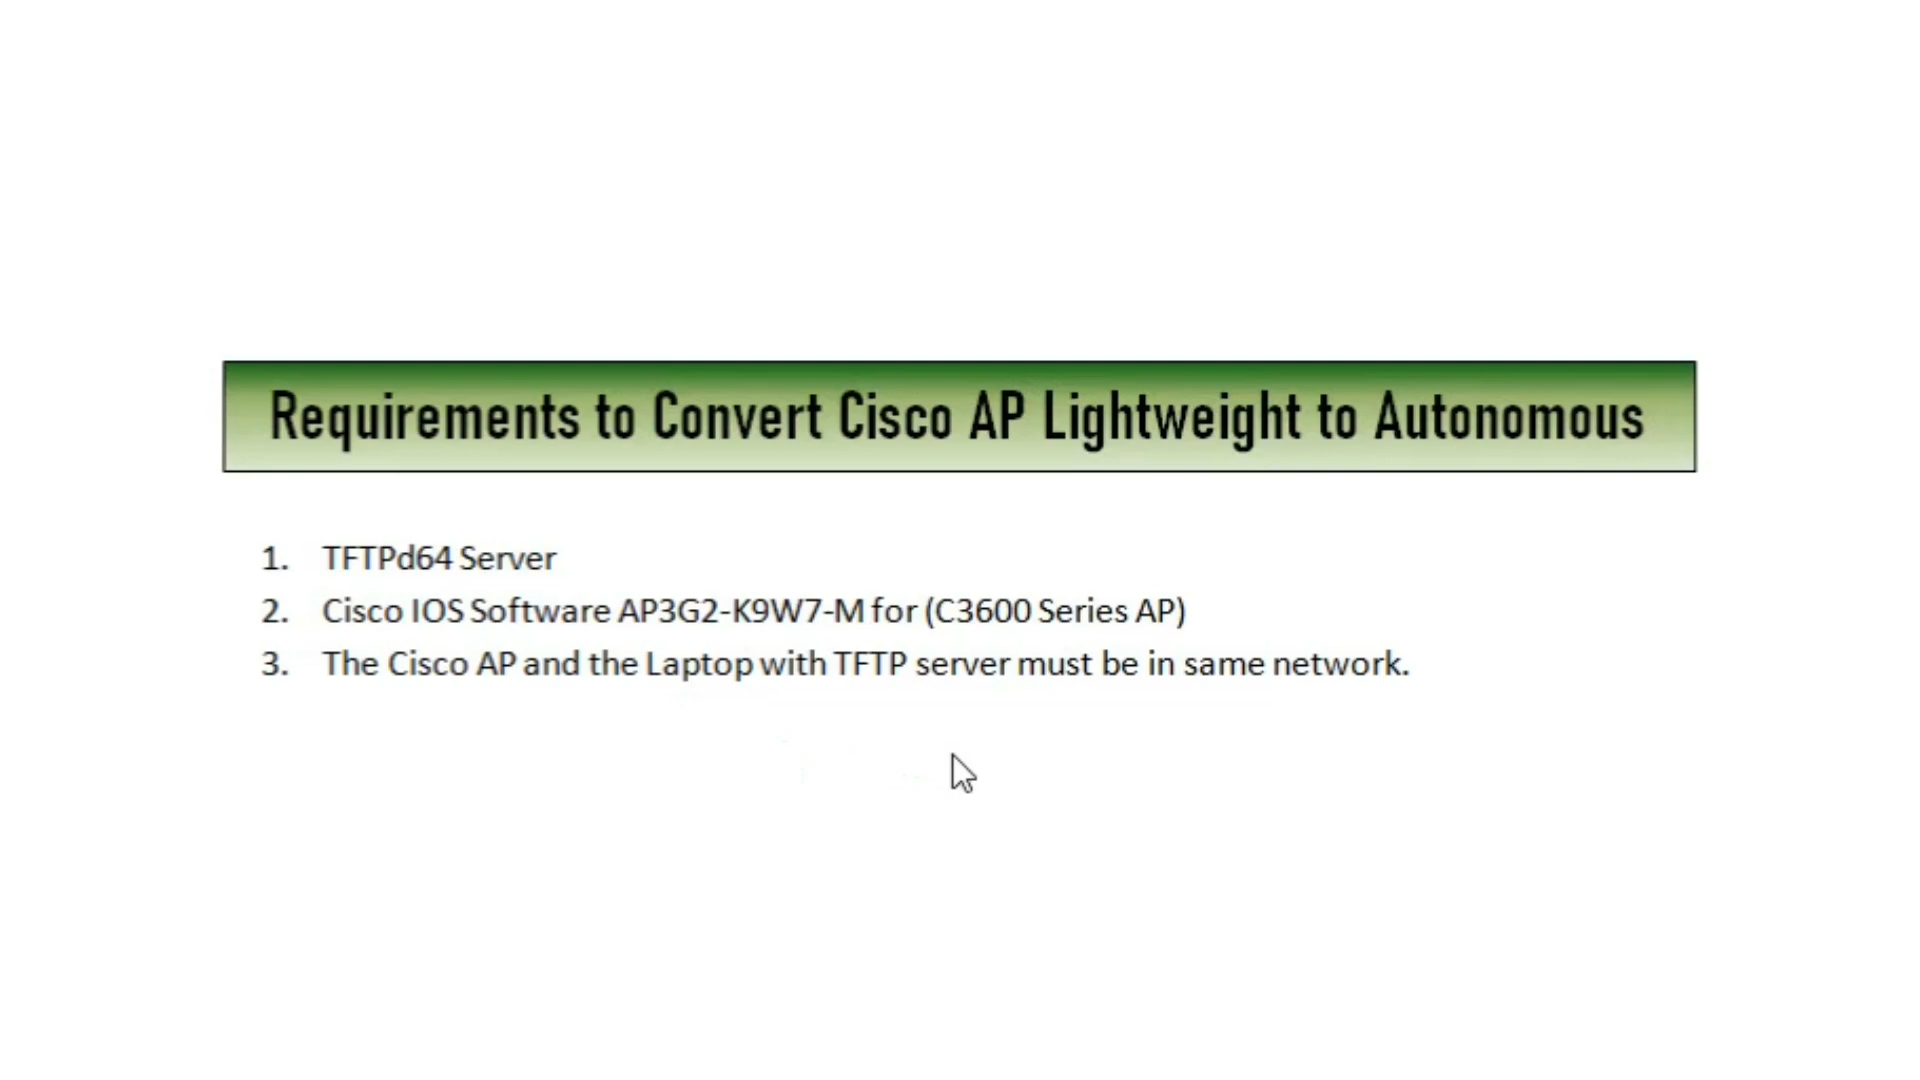 Requirements to Convert Cisco AP Lightweight to Autonomous
1. TFTPd64 Server
2. Cisco IOS Software AP3G2-K9W7-M for (C3600 Series AP)
3. The Cisco AP and the Laptop with TFTP server must be in same network.